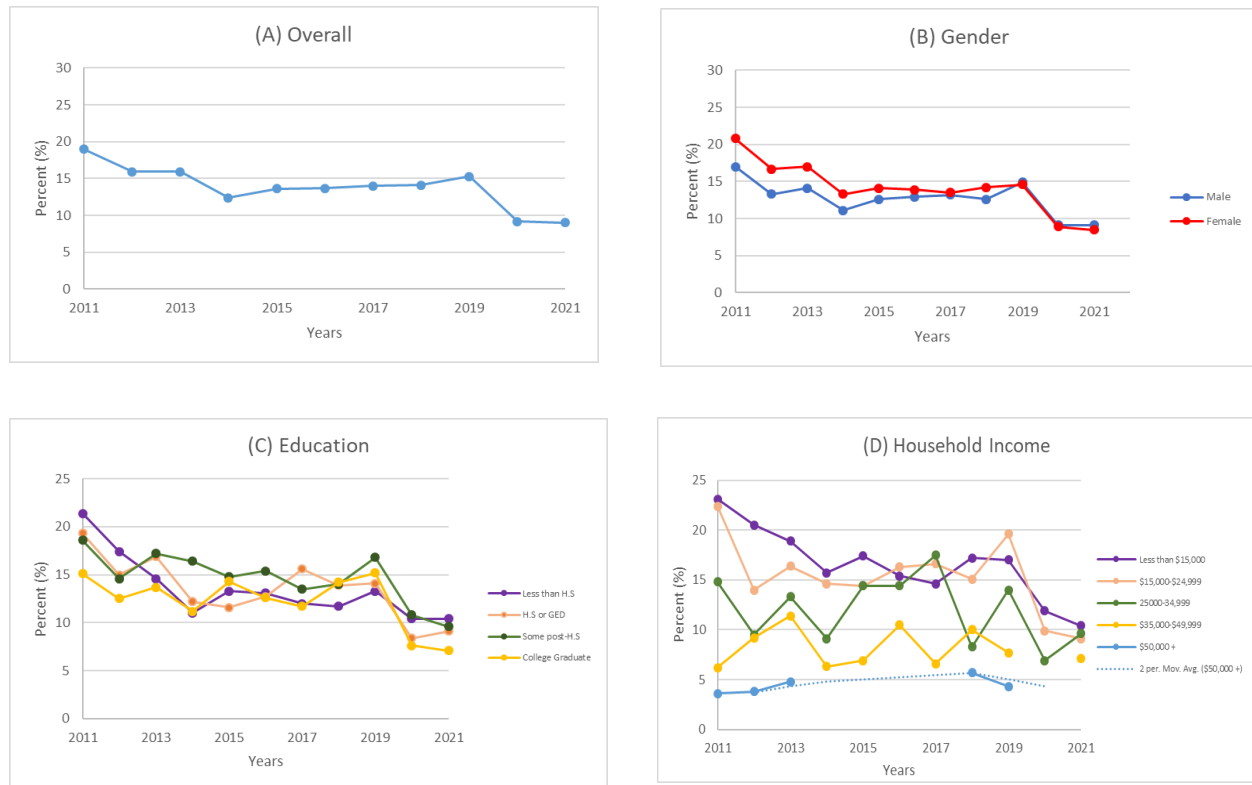 (A) Overall
30
25
20
15
10
5
0
Percent (%)
2011 2013 2015 2017 2019 2021
Years
(B) Gender
30
25
20
15
10
5
0
Percent (%)
2011 2013 2015 2017 2019 2021
Years
Male
Female
(C) Education
25
20
15
10
5
0
Percent (%)
2011 2013 2015 2017 2019 2021
Years
Less than H.S
H.S or GED
Some post-H.S
College Graduate
(D) Household Income
25
20
15
10
5
0
Percent (%)
2011 2013 2015 2017 2019 2021
Years
Less than $15,000
$15,000-$24,999
25000-34,999
$35,000-$49,999
$50,000 +
2 per. Mov. Avg. ($50,000 +)